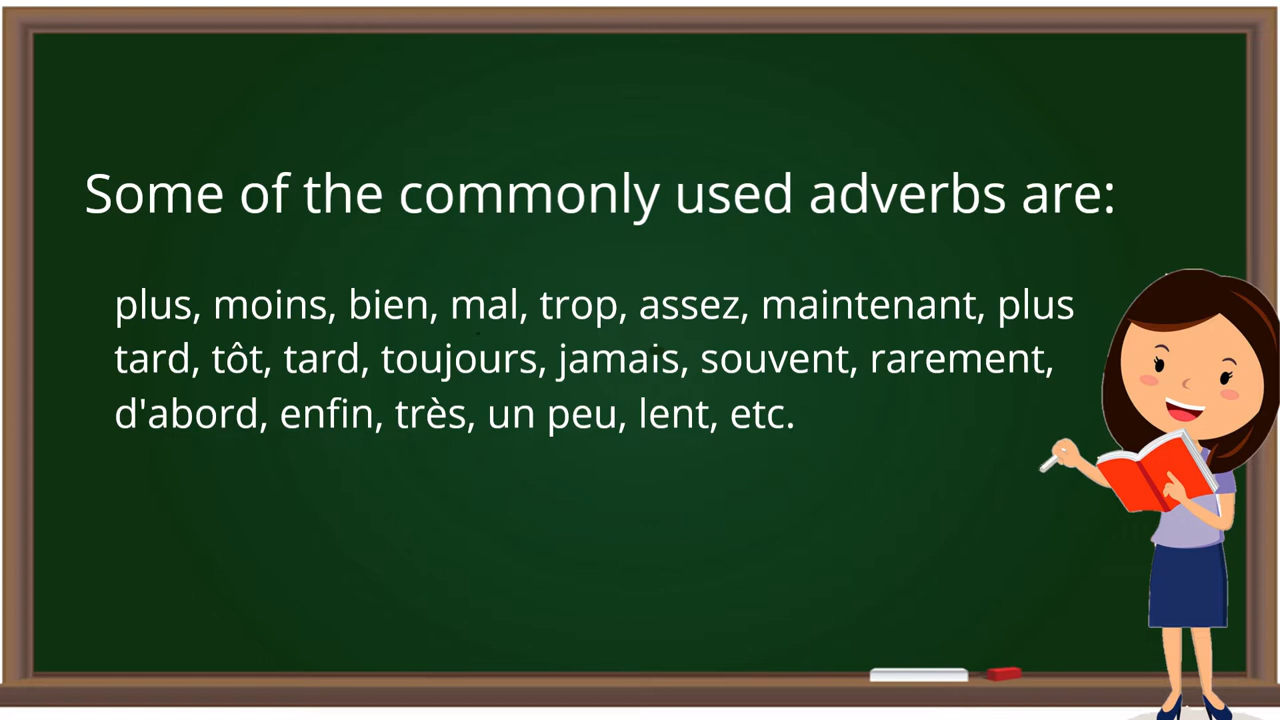 Some of the commonly used adverbs are:
plus, moins, bien, mal, trop, assez, maintenant, plus
tard, tôt, tard, toujours, jamais, souvent, rarement,
d'abord, enfin, très, un peu, lent, etc.